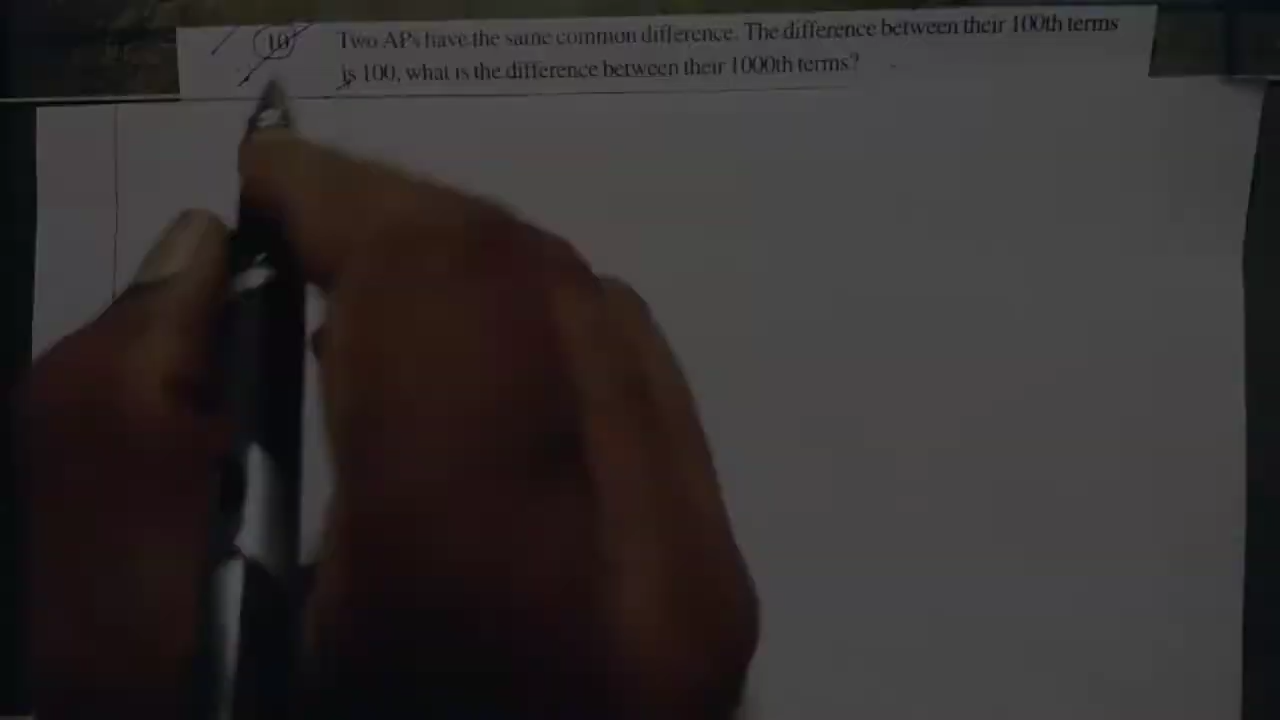 10 Two APs have the same common difference. The difference between their 100th terms
is 100, what is the difference between their 1000th terms?